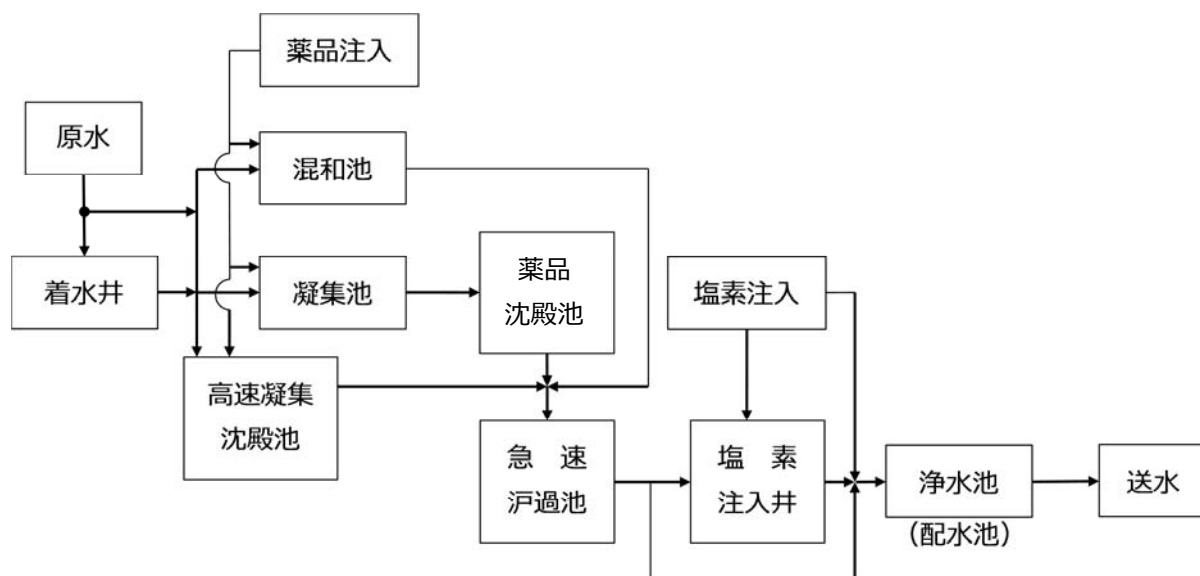 薬品注入
原水
混和池
着水井
凝集池
薬品
沈殿池
塩素注入
高速凝集
沈殿池
急　速
沪過池
塩　素
注入井
浄水池
(配水池)
送水